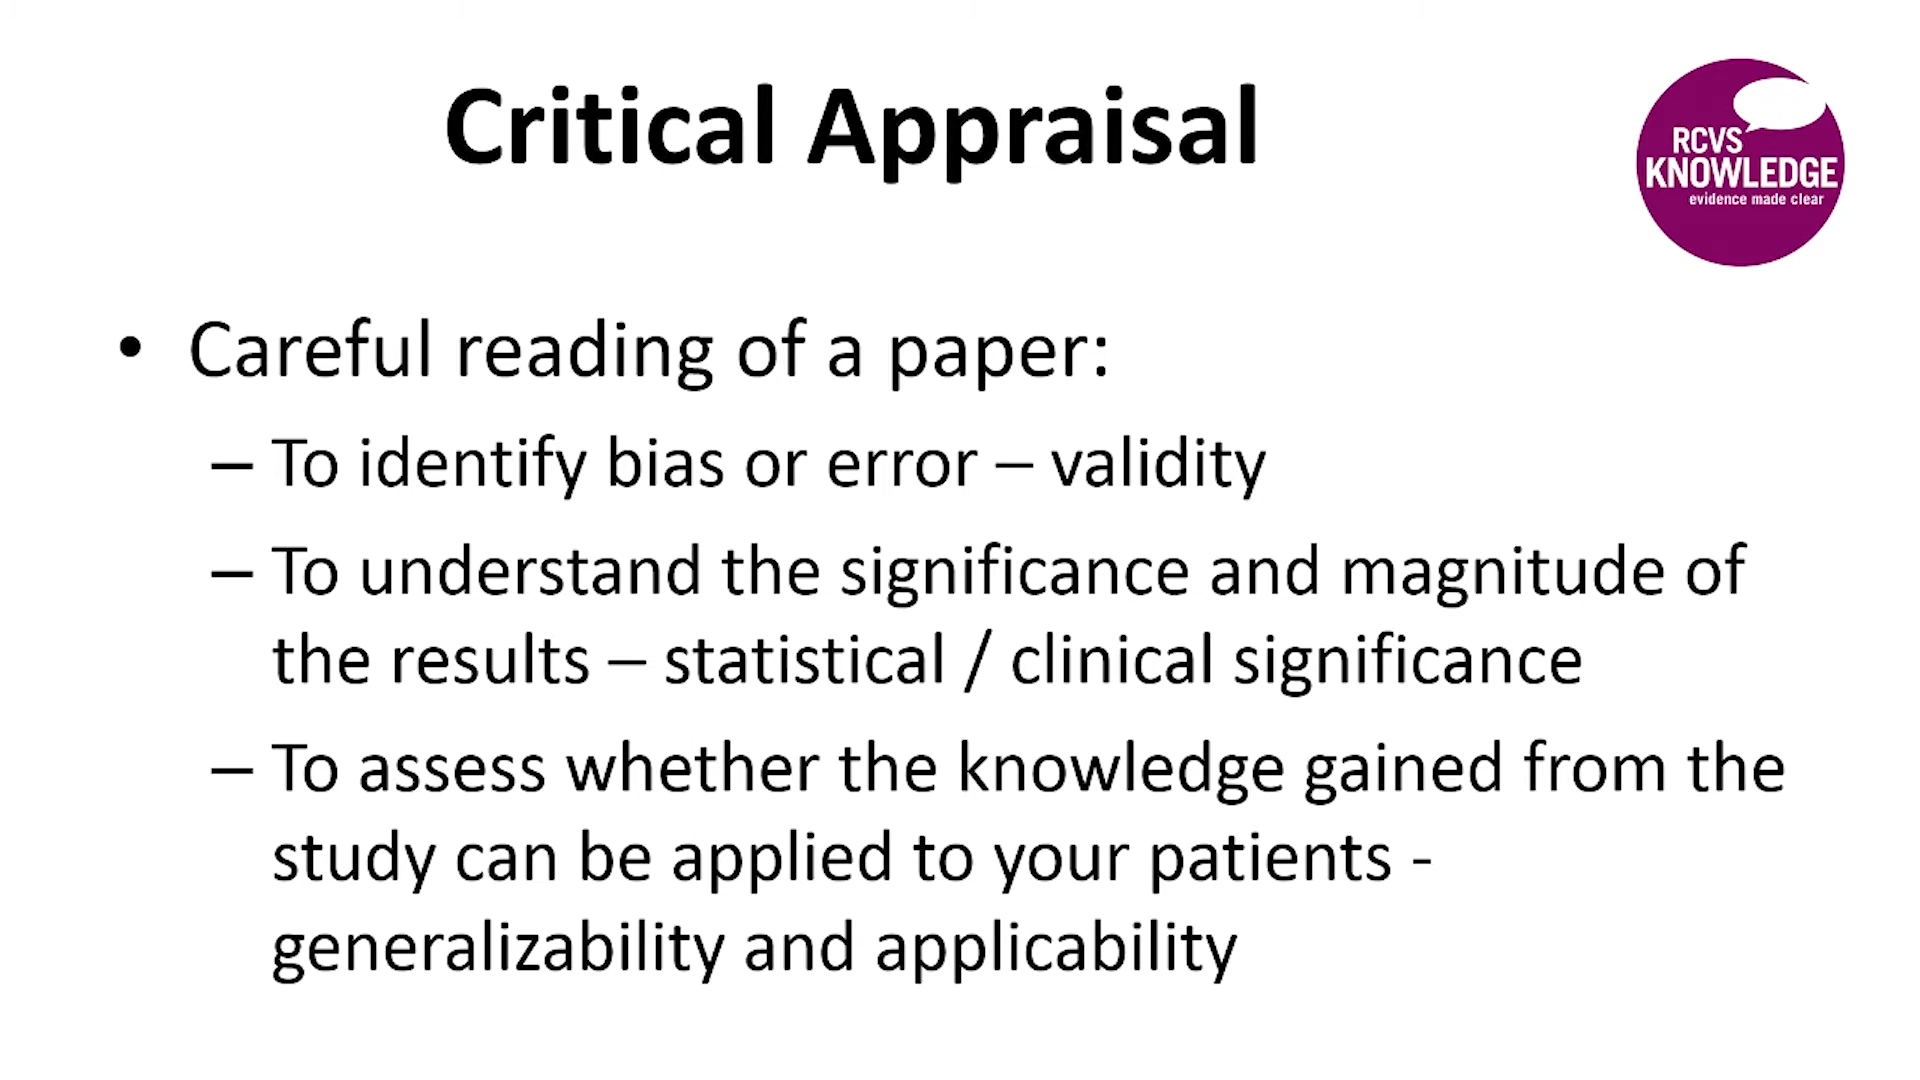 Critical Appraisal
RCVS
KNOWLEDGE
evidence made clear
• Careful reading of a paper:
– To identify bias or error – validity
– To understand the significance and magnitude of
the results – statistical / clinical significance
– To assess whether the knowledge gained from the
study can be applied to your patients -
generalizability and applicability